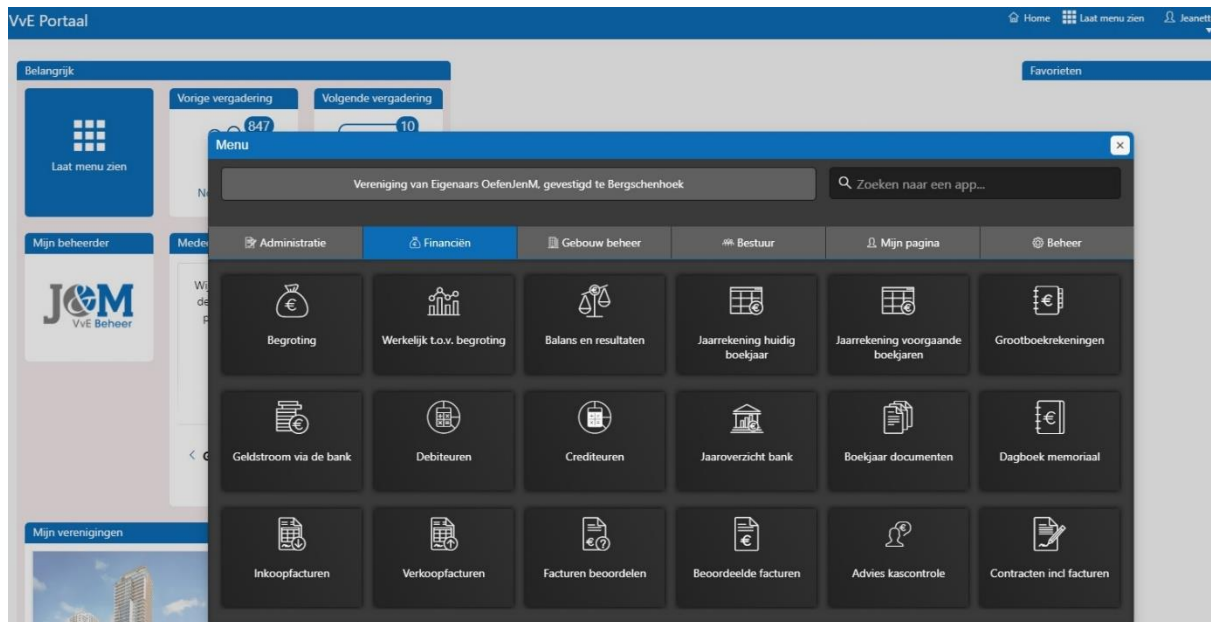 VvE Portaal
Home
Laat menu zien
Jeanett
Belangrijk
Favorieten
Vorige vergadering
Volgende vergadering
847
10
Laat menu zien
Menu
Vereniging van Eigenaars OefenJenM, gevestigd te Bergschenhoek
Zoeken naar een app...
Mijn beheerder
Administratie
Financiën
Gebouw beheer
Bestuur
Mijn pagina
Beheer
J&M
VvE Beheer
Begroting
Werkelijk t.o.v. begroting
Balans en resultaten
Jaarrekening huidig
boekjaar
Jaarrekening voorgaande
boekjaren
Grootboekrekeningen
Geldstroom via de bank
Debiteuren
Crediteuren
Jaaroverzicht bank
Boekjaar documenten
Dagboek memoriaal
Mijn verenigingen
Inkoopfacturen
Verkoopfacturen
Facturen beoordelen
Beoordeelde facturen
Advies kascontrole
Contracten incl facturen